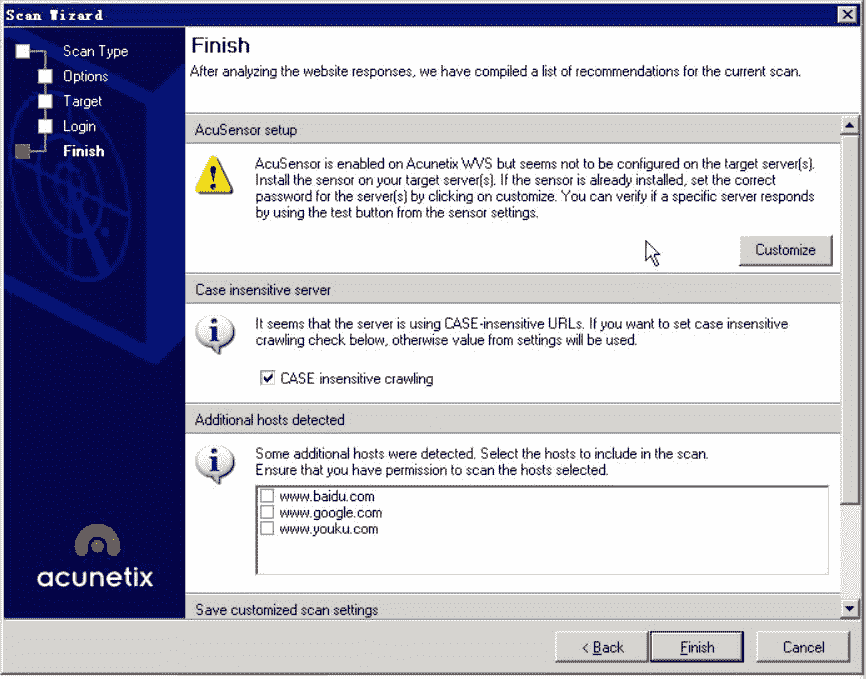 Scan Wizard
Scan Type
Options
Target
Login
Finish
acunetix
Finish
After analyzing the website responses, we have compiled a list of recommendations for the current scan.
AcuSensor setup
AcuSensor is enabled on Acunetix WVS but seems not to be configured on the target server(s).
Install the sensor on your target server(s). If the sensor is already installed, set the correct
password for the server(s) by clicking on customize. You can verify if a specific server responds
by using the test button from the sensor settings.
Customize
Case insensitive server
It seems that the server is using CASE-insensitive URLs. If you want to set case insensitive
crawling check below, otherwise value from settings will be used.
CASE insensitive crawling
Additional hosts detected
Some additional hosts were detected. Select the hosts to include in the scan.
Ensure that you have permission to scan the hosts selected.
www.baidu.com
www.google.com
www.youku.com
Save customized scan settings
< Back
Finish
Cancel